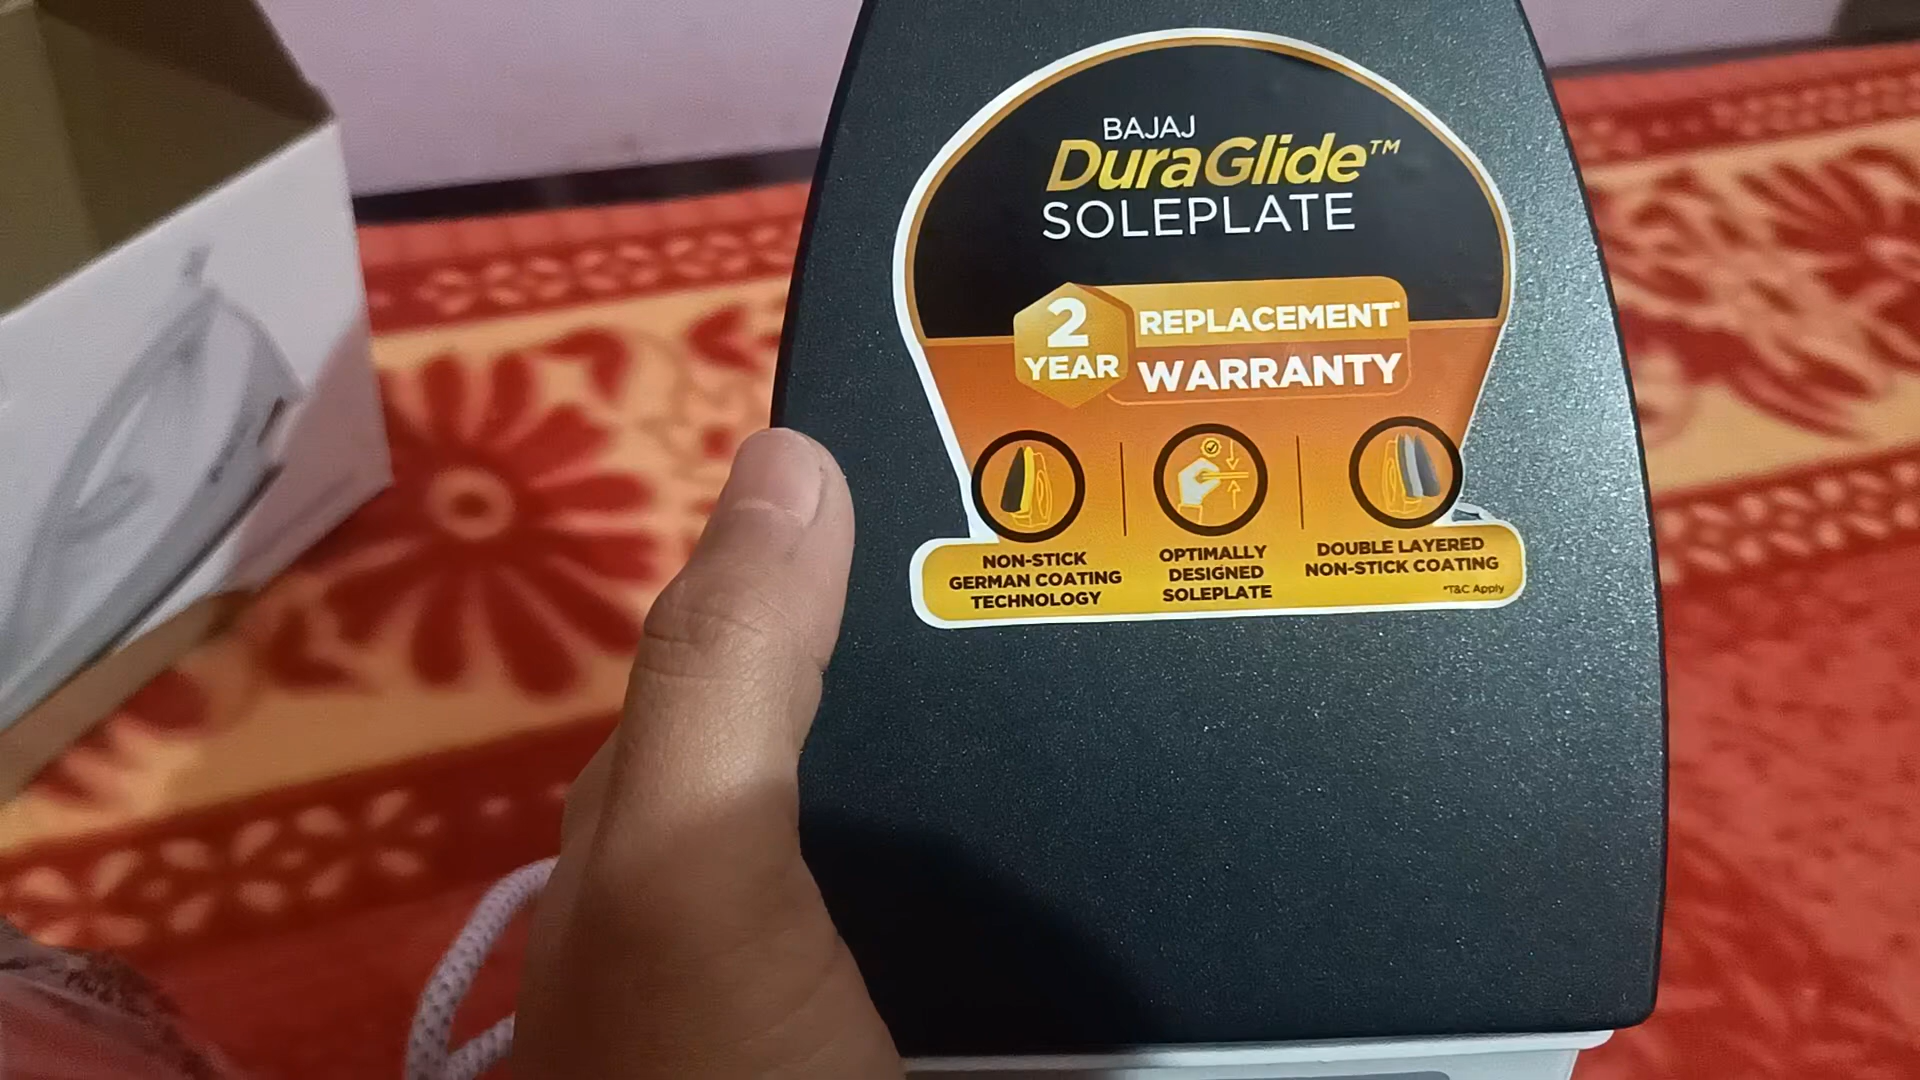 BAJAJ
DuraGlide™
SOLEPLATE
2
YEAR
REPLACEMENT*
WARRANTY
NON-STICK
GERMAN COATING
TECHNOLOGY
OPTIMALLY
DESIGNED
SOLEPLATE
DOUBLE LAYERED
NON-STICK COATING
*T&C Apply